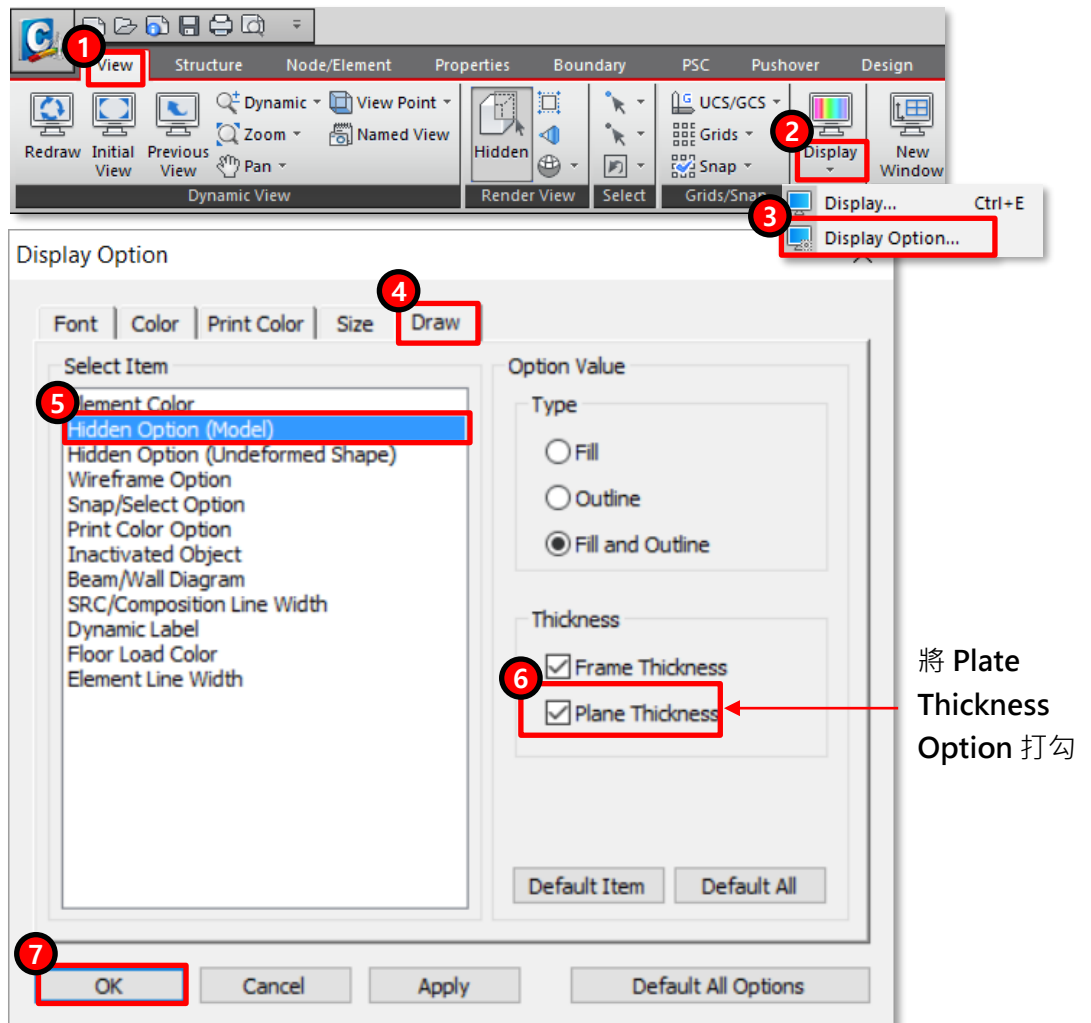 1
View Structure Node/Element Properties Boundary PSC Pushover Design
Redraw
Initial View
Previous View
Dynamic
Zoom
Pan
View Point
Named View
Dynamic View
Hidden
Render View
Select
UCS/GCS
Grids
Snap
Grids/Snap
2
Display
New Window
3
Display... Ctrl+E
Display Option...
Display Option
4
Font Color Print Color Size Draw
Select Item
5
Element Color
Hidden Option (Model)
Hidden Option (Undeformed Shape)
Wireframe Option
Snap/Select Option
Print Color Option
Inactivated Object
Beam/Wall Diagram
SRC/Composition Line Width
Dynamic Label
Floor Load Color
Element Line Width
Option Value
Type
Fill
Outline
Fill and Outline
Thickness
Frame Thickness
6
Plane Thickness
Default Item Default All
將 Plate
Thickness
Option 打勾
7
OK Cancel Apply Default All Options